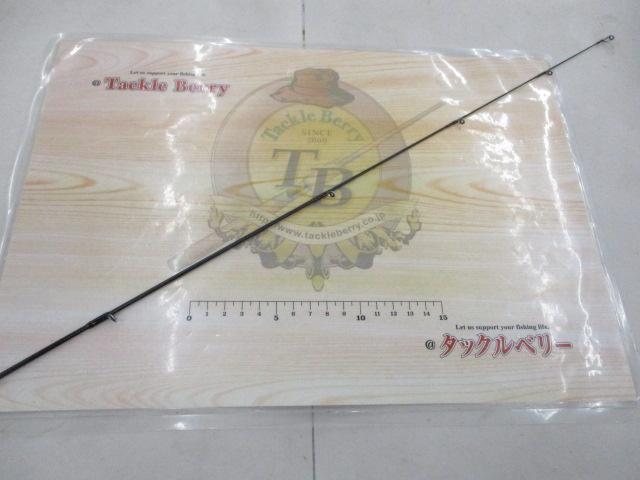 Let us support your fishing life.
@ Tackle Berry
Tackle Berry
SINCE
2000
TB
http://www.tackleberry.co.jp
0 1 2 3 4 5 6 7 8 9 10 11 12 13 14 15
Let us support your fishing life.
@ タックルベリー